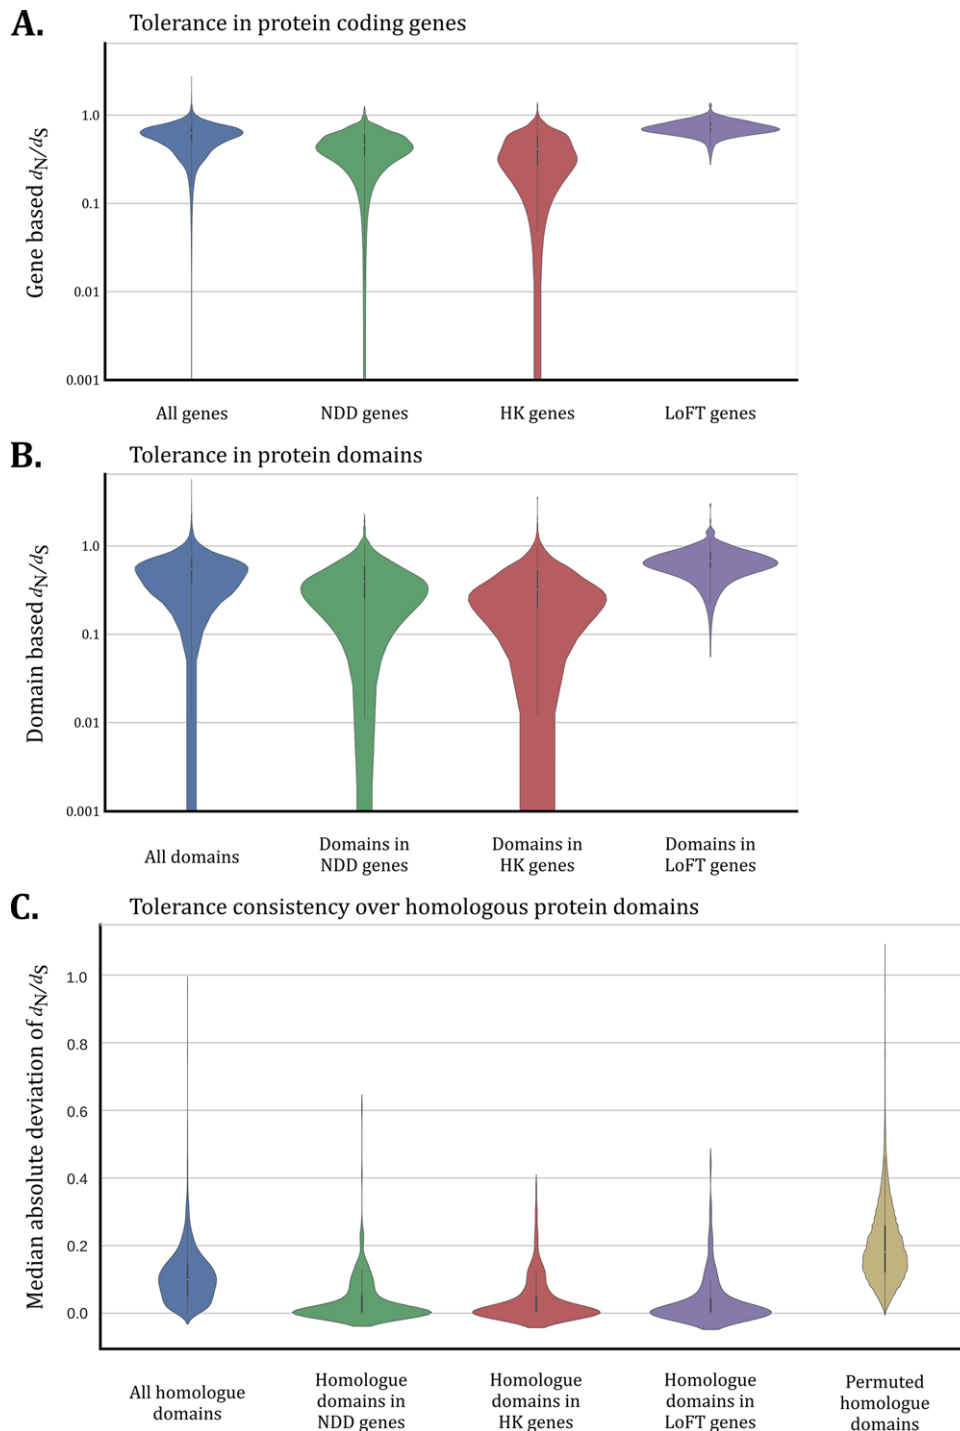 A.
Tolerance in protein coding genes
Gene based dN/dS
1.0
0.1
0.01
0.001
All genes
NDD genes
HK genes
LoFT genes
B.
Tolerance in protein domains
Domain based dN/dS
1.0
0.1
0.01
0.001
All domains
Domains in
NDD genes
Domains in
HK genes
Domains in
LoFT genes
C.
Tolerance consistency over homologous protein domains
Median absolute deviation of dN/dS
1.0
0.8
0.6
0.4
0.2
0.0
All homologue
domains
Homologue
domains in
NDD genes
Homologue
domains in
HK genes
Homologue
domains in
LoFT genes
Permuted
homologue
domains